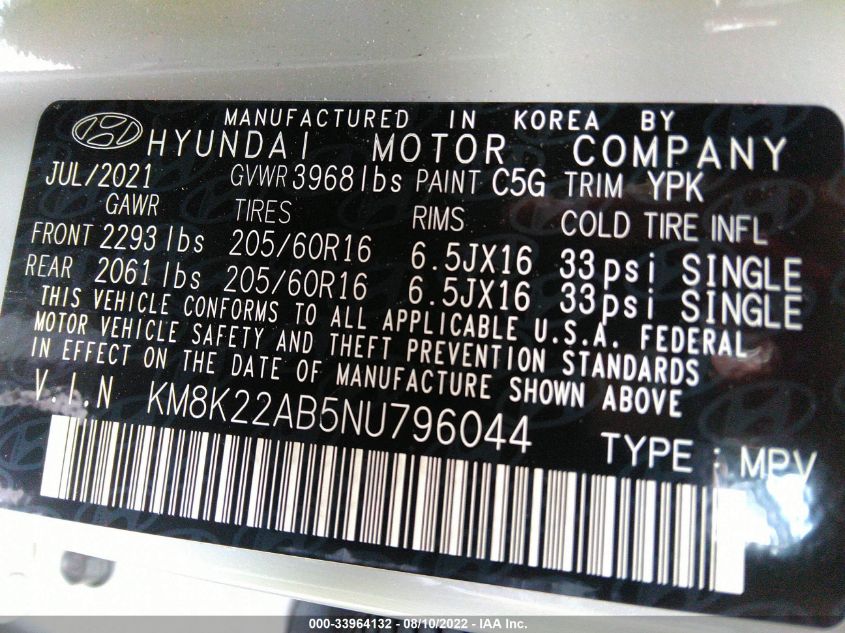 MANUFACTURED IN KOREA BY
HYUNDAI MOTOR COMPANY
JUL/2021 GVWR 3968 lbs PAINT C5G TRIM YPK
GAWR TIRES RIMS COLD TIRE INFL
FRONT 2293 lbs 205/60R16 6.5JX16 33psi SINGLE
REAR 2061 lbs 205/60R16 6.5JX16 33psi SINGLE
THIS VEHICLE CONFORMS TO ALL APPLICABLE U.S.A. FEDERAL
MOTOR VEHICLE SAFETY AND THEFT PREVENTION STANDARDS
IN EFFECT ON THE DATE OF MANUFACTURE SHOWN ABOVE
V.I.N KM8K22AB5NU796044
TYPE : MPV
000-33964132 - 08/10/2022 - IAA Inc.